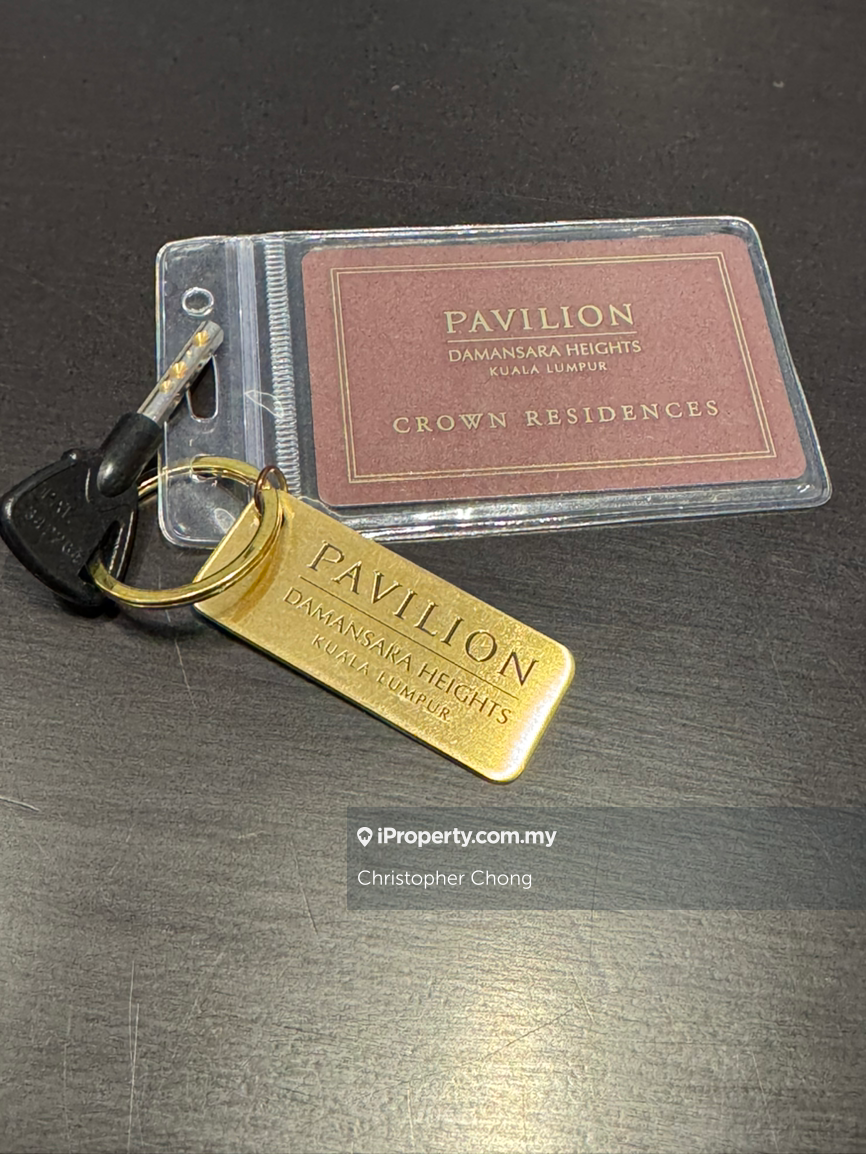 PAVILION
DAMANSARA HEIGHTS
KUALA LUMPUR
CROWN RESIDENCES
PAVILION
DAMANSARA HEIGHTS
KUALA LUMPUR
iProperty.com.my
Christopher Chong